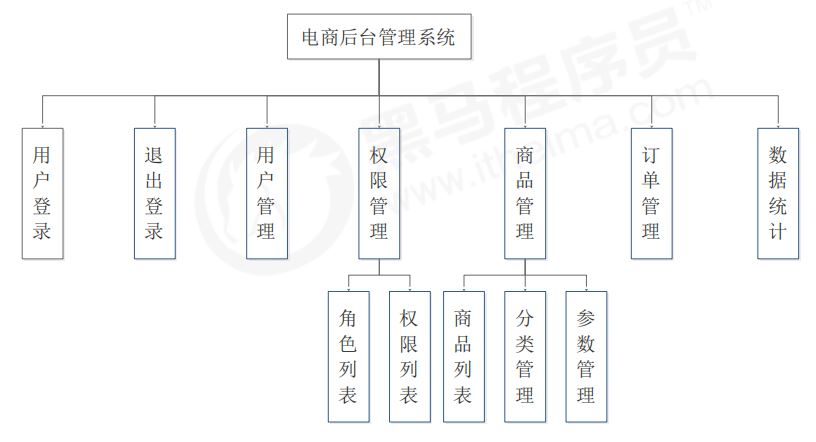 电商后台管理系统
用户登录
退出登录
用户管理
权限管理
商品管理
订单管理
数据统计
角色列表
权限列表
商品列表
分类管理
参数管理
黑马程序员™
www.itheima.com